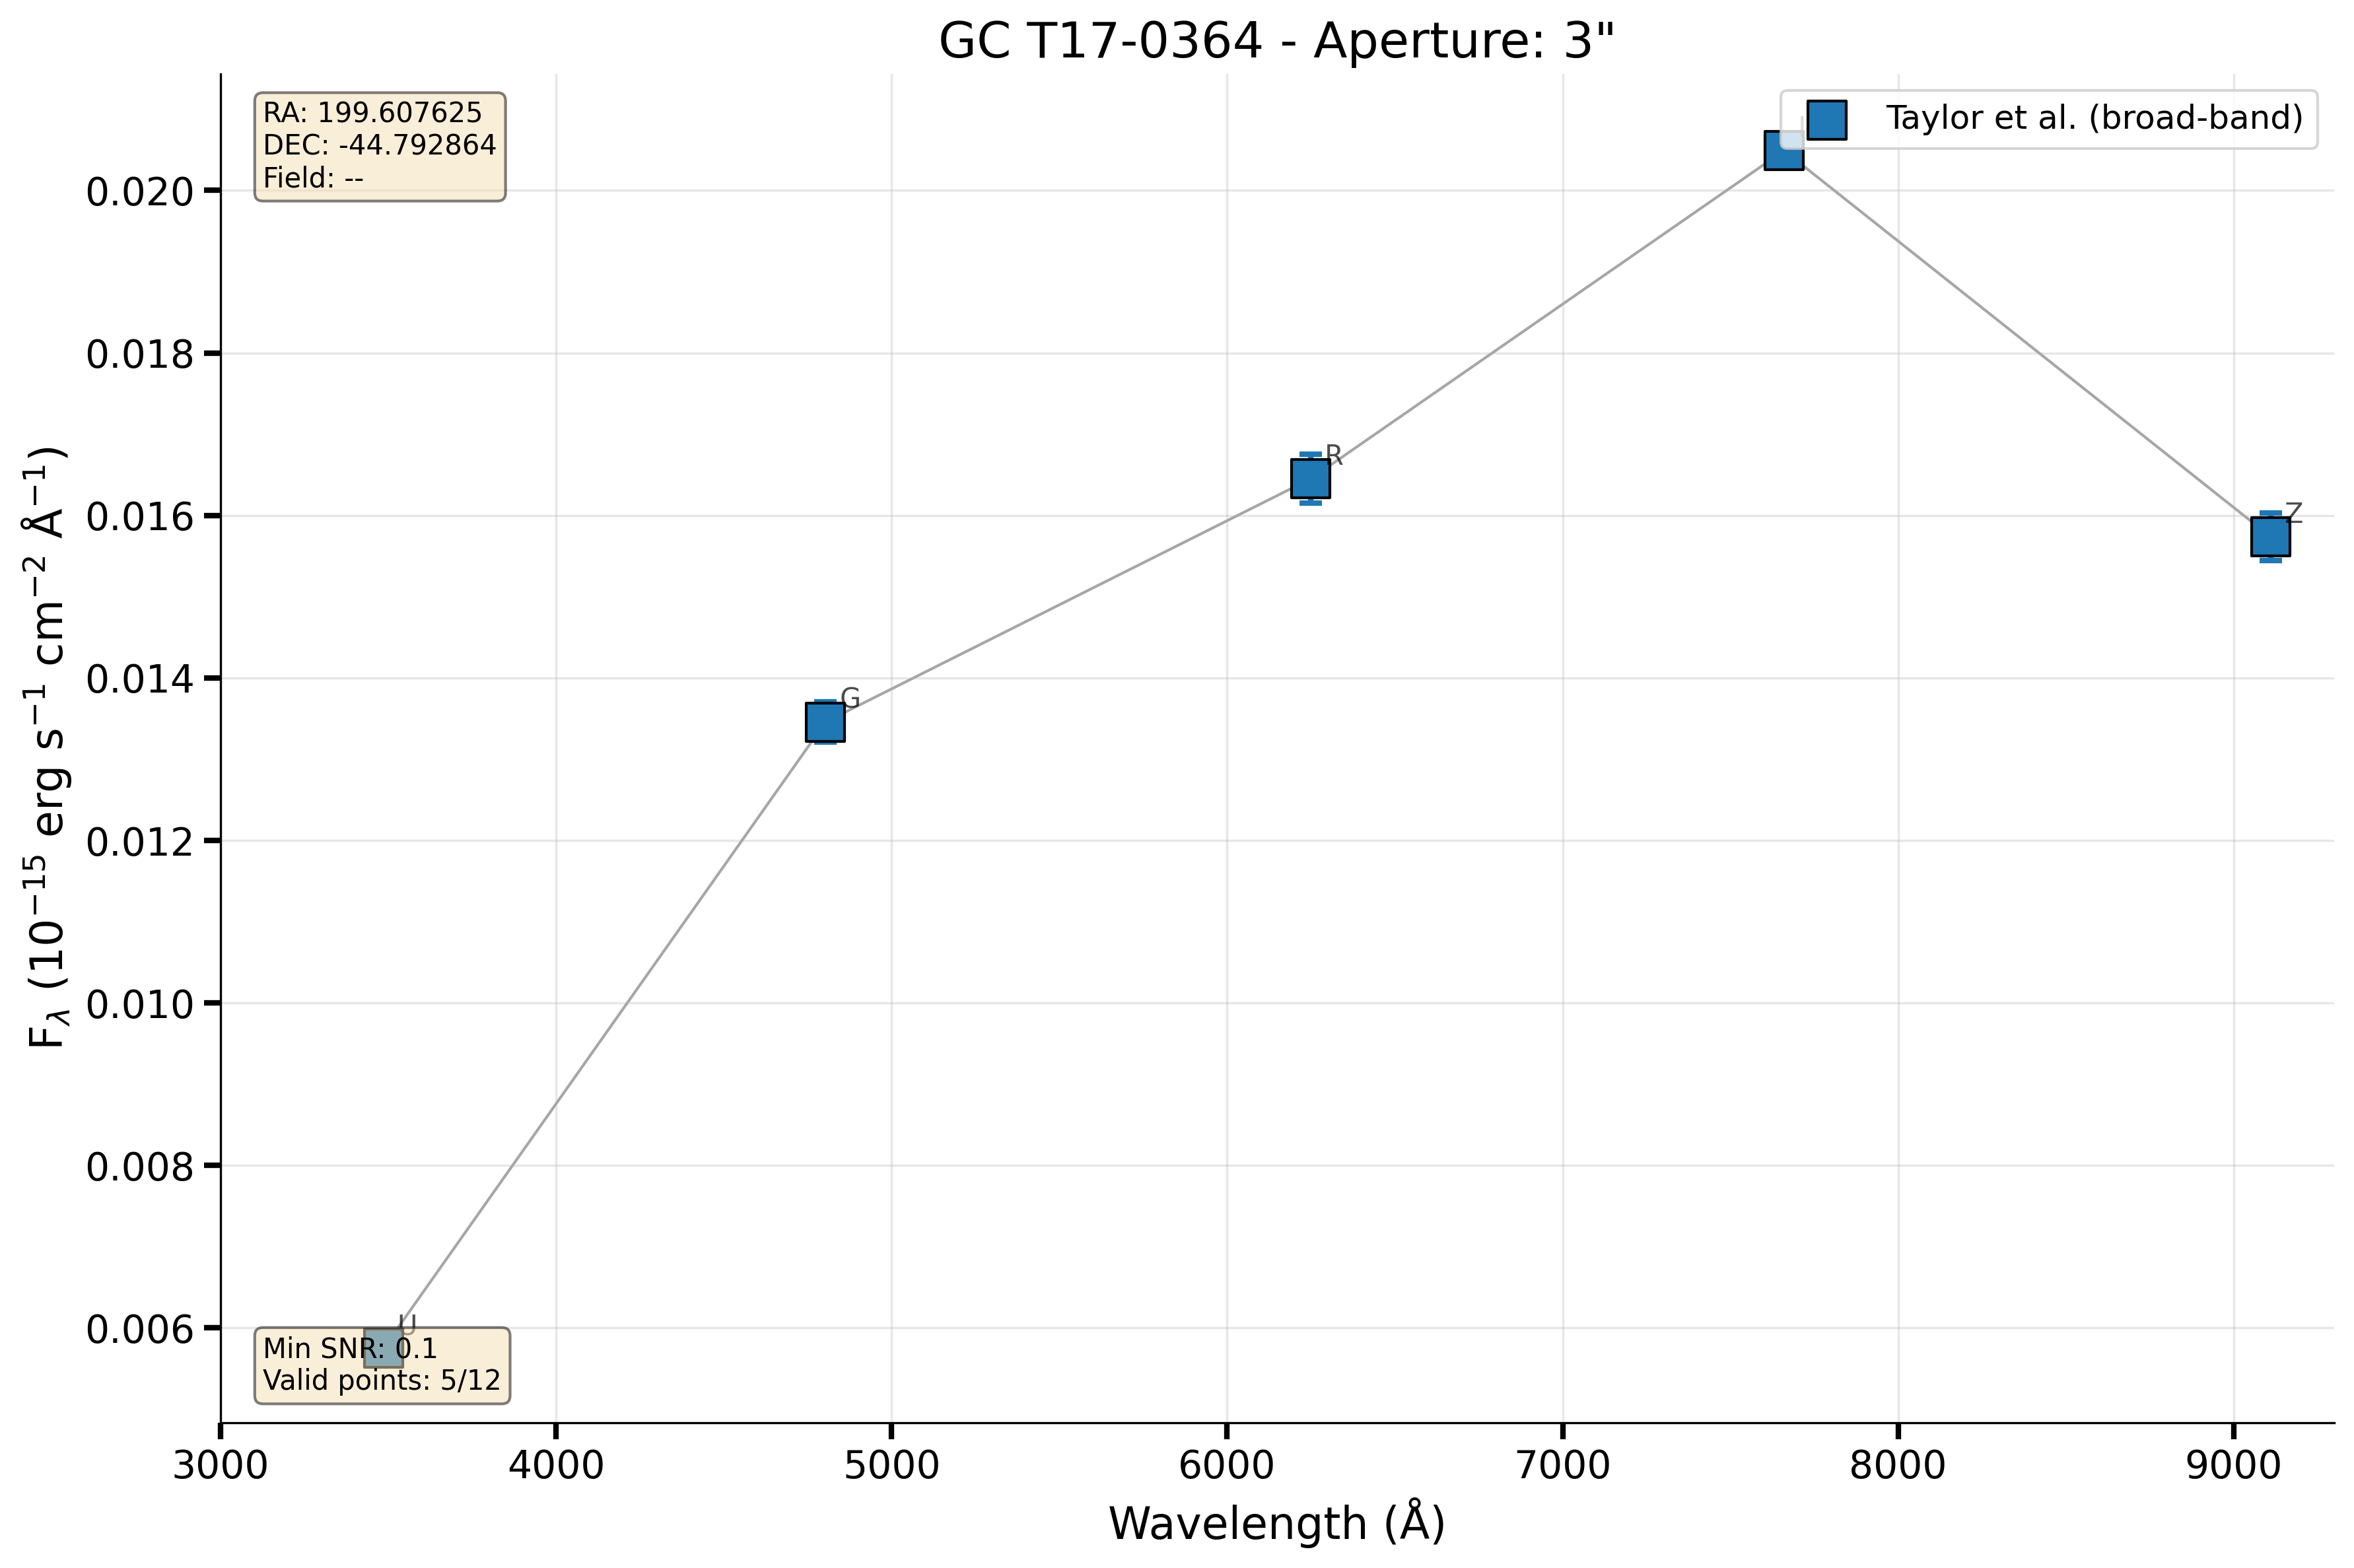 GC T17-0364 - Aperture: 3"
RA: 199.607625
DEC: -44.792864
Field: --
Taylor et al. (broad-band)
I
R
Z
G
U
Min SNR: 0.1
Valid points: 5/12
F_λ (10⁻¹⁵ erg s⁻¹ cm⁻² Å⁻¹)
0.020
0.018
0.016
0.014
0.012
0.010
0.008
0.006
3000 4000 5000 6000 7000 8000 9000
Wavelength (Å)